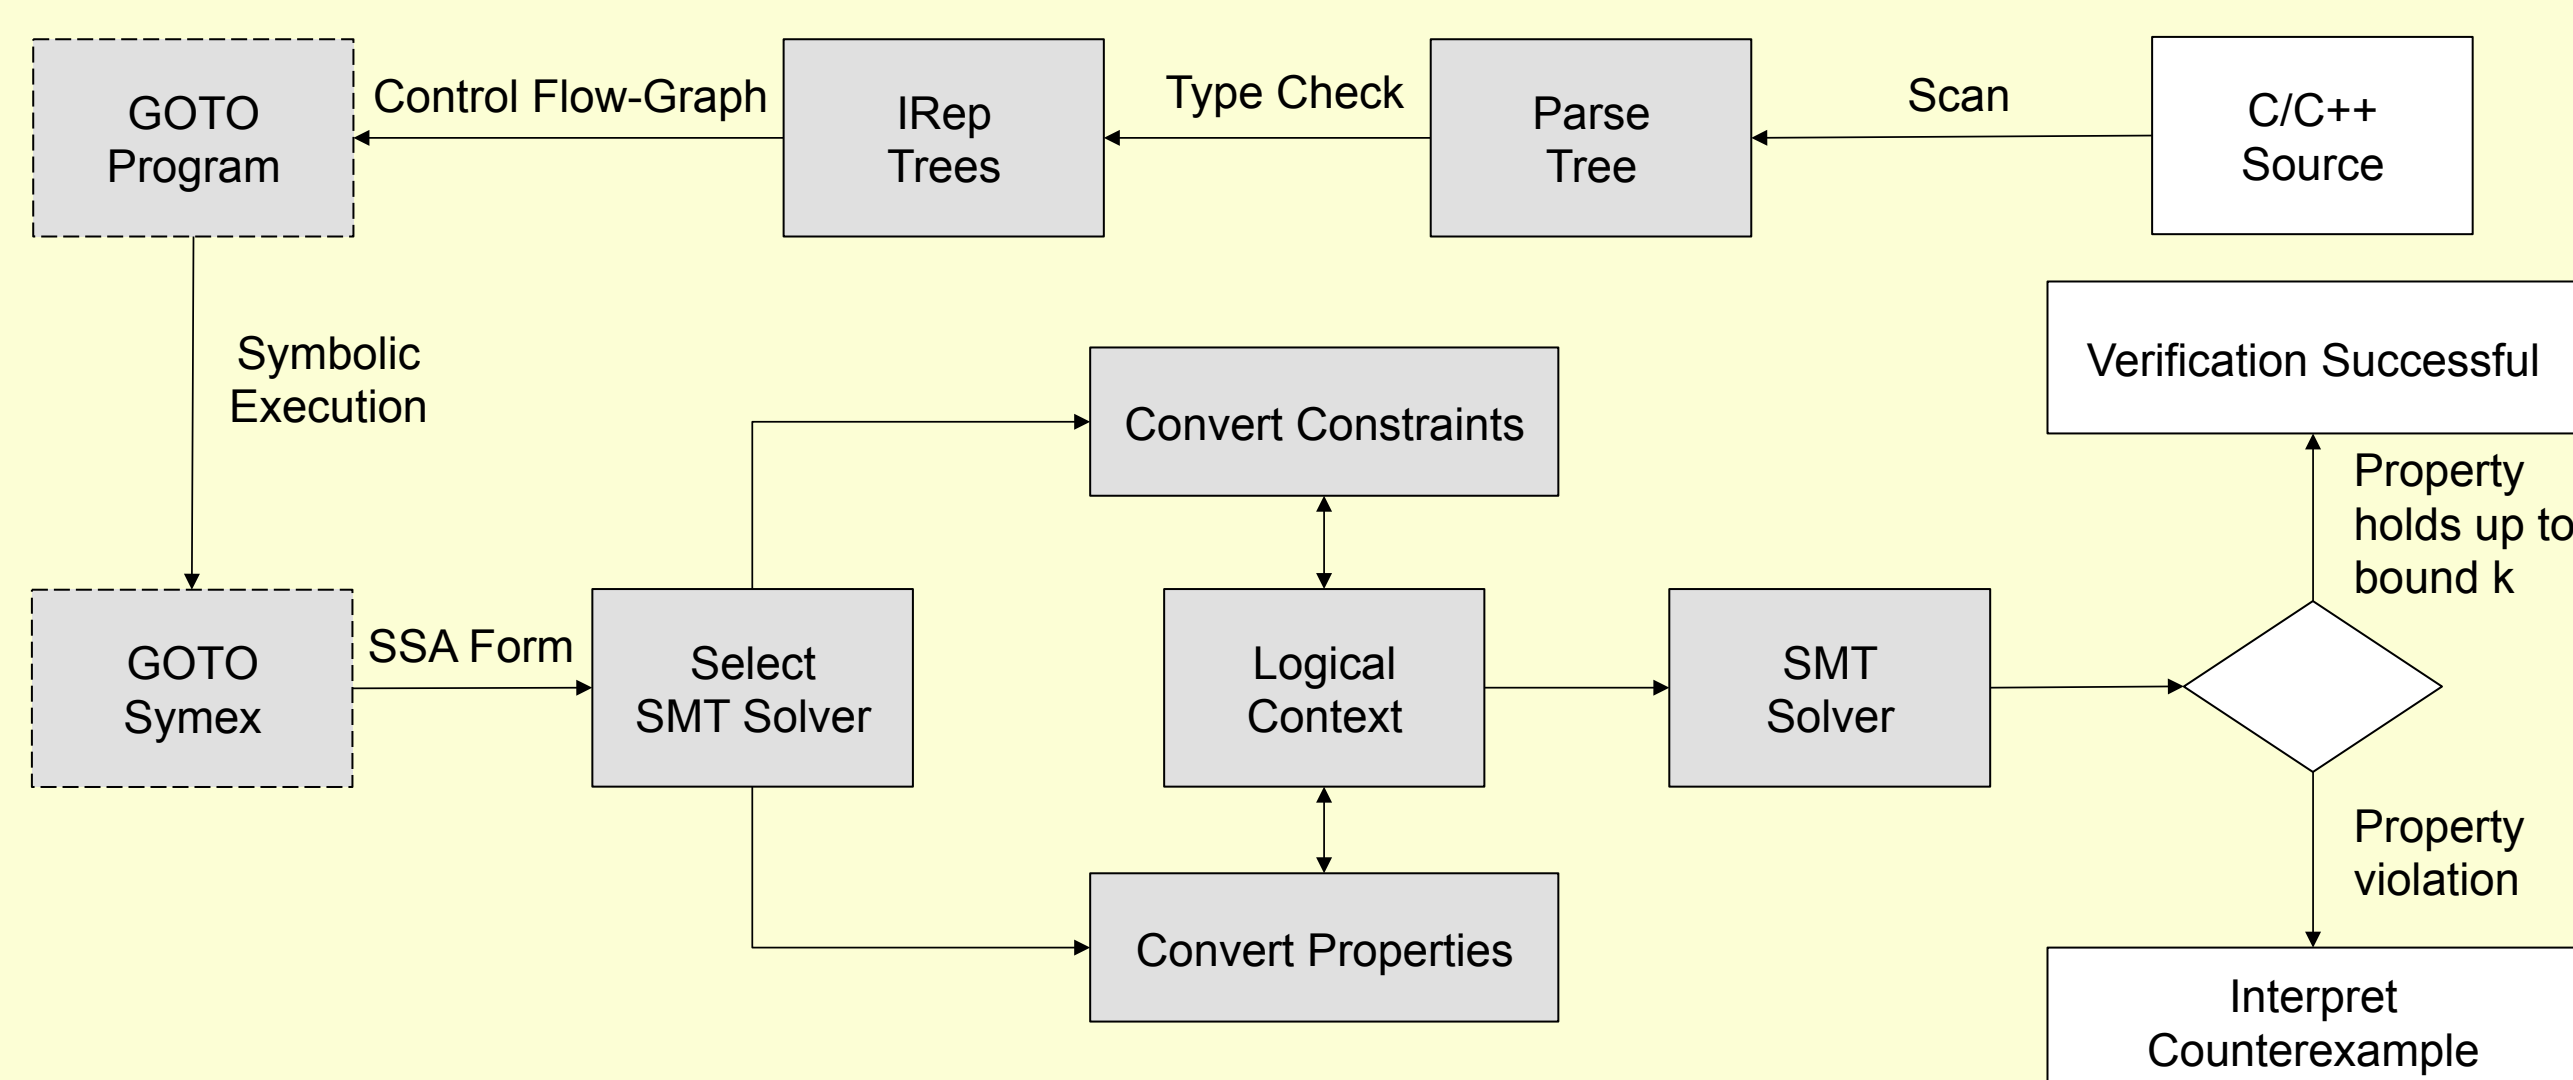 GOTO
Program
Control Flow-Graph
IRep
Trees
Type Check
Parse
Tree
Scan
C/C++
Source
Symbolic
Execution
Convert Constraints
Verification Successful
Property
holds up to
bound k
GOTO
Symex
SSA Form
Select
SMT Solver
Logical
Context
SMT
Solver
Property
violation
Convert Properties
Interpret
Counterexample